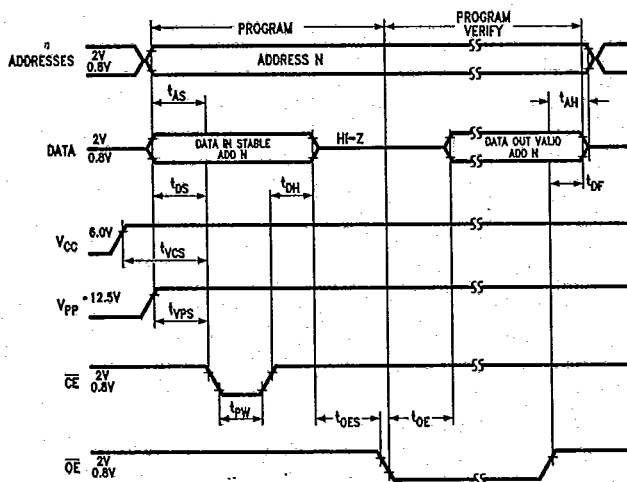 PROGRAM
PROGRAM
VERIFY
η
ADDRESSES
2V
0.8V
ADDRESS N
tAS
tAH
DATA
2V
0.8V
DATA IN STABLE
ADD N
HI-Z
DATA OUT VALID
ADD N
tDS
tDH
tDF
VCC
6.0V
tVCS
VPP
12.5V
tVPS
CE
2V
0.8V
tPW
tOES
tOE
OE
2V
0.8V